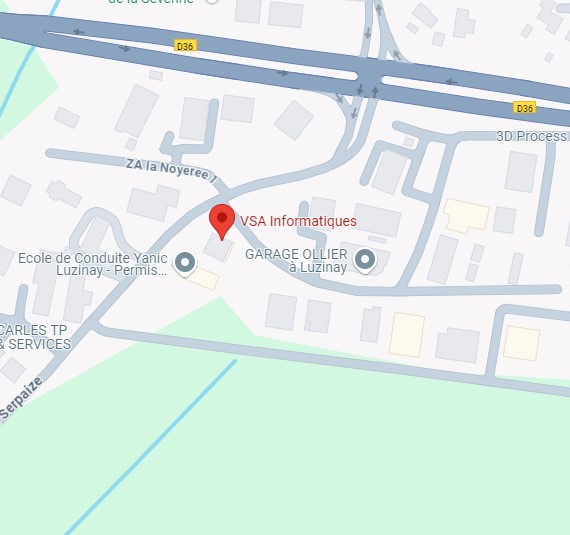 de la Sévenne
D36
D36
3D Process
ZA la Noyeree 1
VSA Informatiques
Ecole de Conduite Yanic
Luzinay - Permis...
GARAGE OLLIER
à Luzinay
CARLES TP
& SERVICES
Serpaize